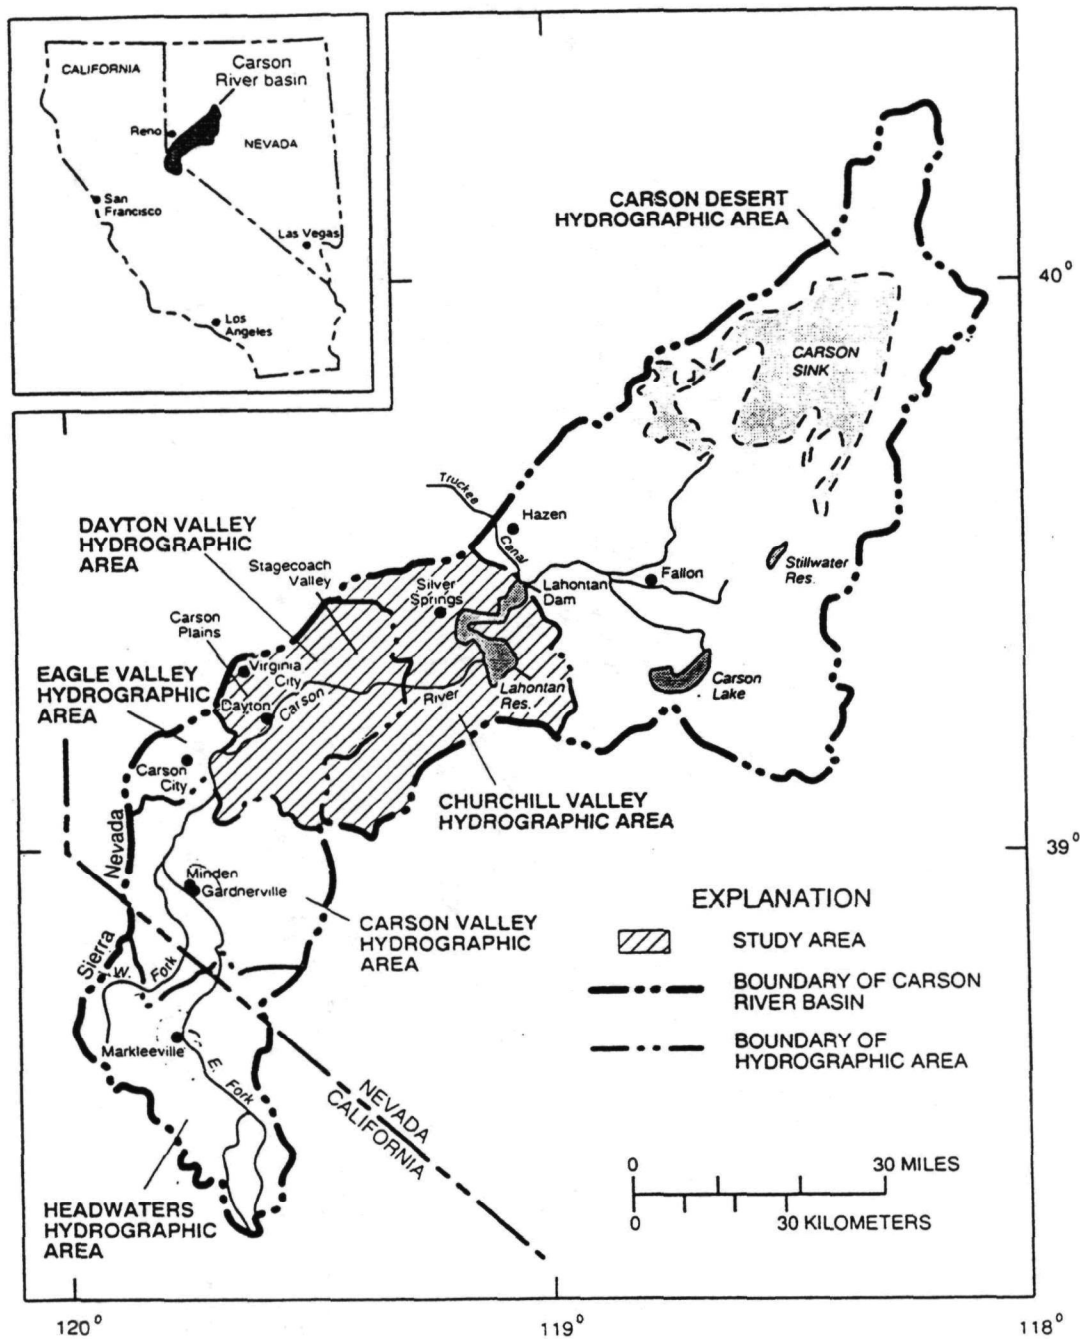 CALIFORNIA
Carson
River basin
Reno
NEVADA
San
Francisco
Las Vegas
Los
Angeles
CARSON DESERT
HYDROGRAPHIC AREA
40°
CARSON
SINK
Truckee
Canal
Hazen
DAYTON VALLEY
HYDROGRAPHIC
AREA
Stagecoach
Valley
Silver
Springs
Lahontan
Dam
Fallon
Stillwater
Res.
Carson
Plains
EAGLE VALLEY
HYDROGRAPHIC
AREA
Virginia
City
Dayton
Carson
River
Lahontan
Res.
Carson
Lake
Carson
City
CHURCHILL VALLEY
HYDROGRAPHIC AREA
39°
Sierra
Nevada
Minden
Gardnerville
CARSON VALLEY
HYDROGRAPHIC
AREA
W. Fork
Markleeville
E. Fork
NEVADA
CALIFORNIA
HEADWATERS
HYDROGRAPHIC
AREA
EXPLANATION
STUDY AREA
BOUNDARY OF CARSON
RIVER BASIN
BOUNDARY OF
HYDROGRAPHIC AREA
0 30 MILES
0 30 KILOMETERS
120° 119° 118°